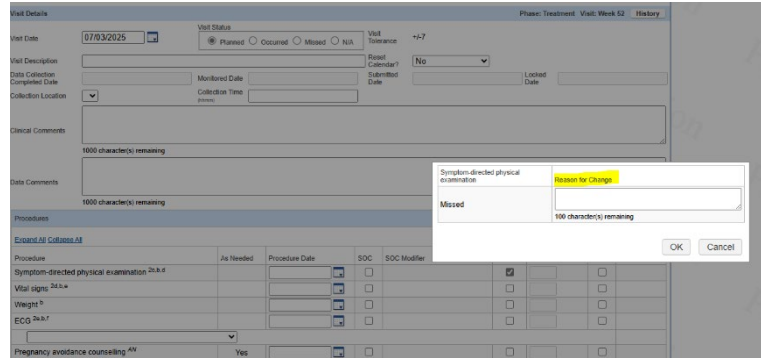 Visit Details Phase: Treatment Visit: Week 52 History
Visit Date 07/03/2025 Visit Status Planned Occurred Missed N/A Visit Tolerance +/-7
Visit Description Reset Calendar? No
Data Collection Completed Date Monitored Date Submitted Date Locked Date
Collection Location Collection Time
Clinical Comments
1000 character(s) remaining
Data Comments
1000 character(s) remaining
Symptom-directed physical examination Reason for Change
Missed
100 character(s) remaining
OK Cancel
Procedures
Expand All Collapse All
Procedure As Needed Procedure Date SOC SOC Modifier
Symptom-directed physical examination 2c,b,d
Vital signs 2d,b,e
Weight b
ECG 2e,b,f
Pregnancy avoidance counselling AN Yes